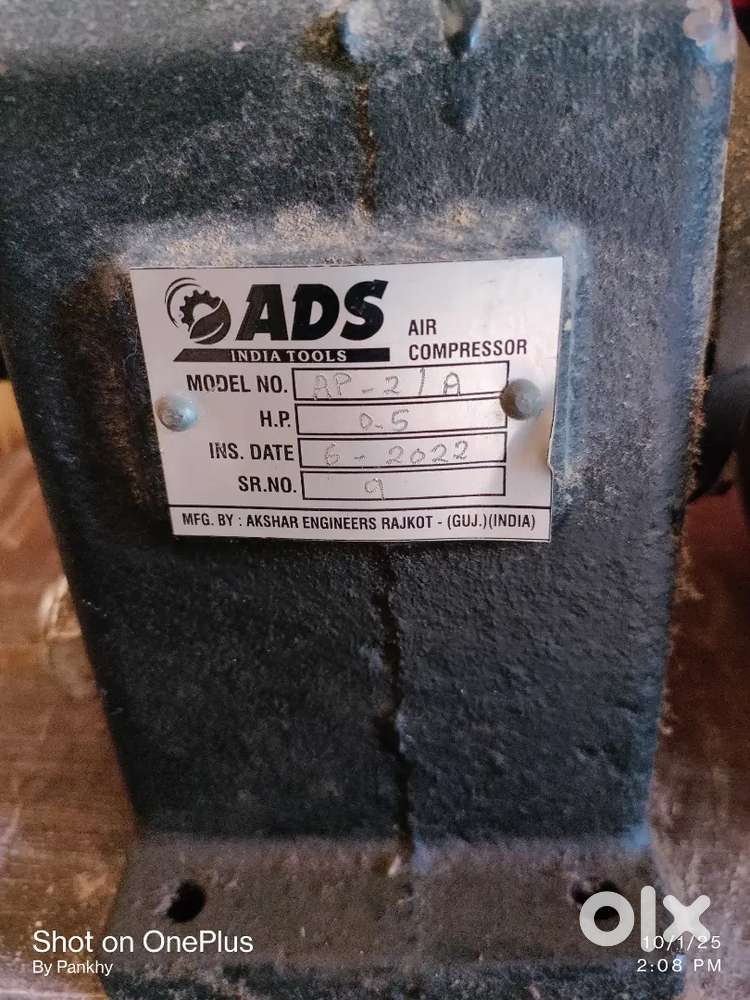 ADS
INDIA TOOLS
AIR
COMPRESSOR
MODEL NO. AP-2/A
H.P. 0.5
INS. DATE 6-2022
SR.NO. 9
MFG. BY : AKSHAR ENGINEERS RAJKOT - (GUJ.)(INDIA)
olx
Shot on OnePlus
By Pankhy
10/1/25
2:08 PM